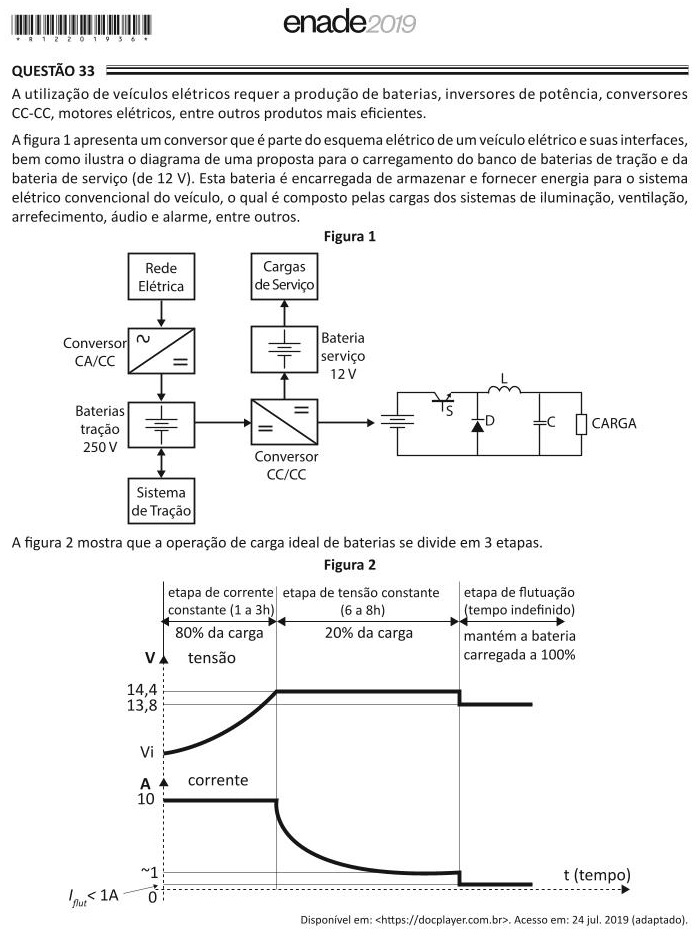 * R 1 2 2 0 1 9 3 6 *
enade2019
QUESTÃO 33
A utilização de veículos elétricos requer a produção de baterias, inversores de potência, conversores
CC-CC, motores elétricos, entre outros produtos mais eficientes.
A figura 1 apresenta um conversor que é parte do esquema elétrico de um veículo elétrico e suas interfaces,
bem como ilustra o diagrama de uma proposta para o carregamento do banco de baterias de tração e da
bateria de serviço (de 12 V). Esta bateria é encarregada de armazenar e fornecer energia para o sistema
elétrico convencional do veículo, o qual é composto pelas cargas dos sistemas de iluminação, ventilação,
arrefecimento, áudio e alarme, entre outros.
Figura 1
Rede
Elétrica
Cargas
de Serviço
Conversor
CA/CC
Bateria
serviço
12 V
Baterias
tração
250 V
Conversor
CC/CC
Sistema
de Tração
L
S
D
C
CARGA
A figura 2 mostra que a operação de carga ideal de baterias se divide em 3 etapas.
Figura 2
etapa de corrente
constante (1 a 3h)
80% da carga
etapa de tensão constante
(6 a 8h)
20% da carga
etapa de flutuação
(tempo indefinido)
mantém a bateria
carregada a 100%
V
tensão
14,4
13,8
Vi
A
corrente
10
~1
t (tempo)
Iflut< 1A
0
Disponível em: <https://docplayer.com.br>. Acesso em: 24 jul. 2019 (adaptado).